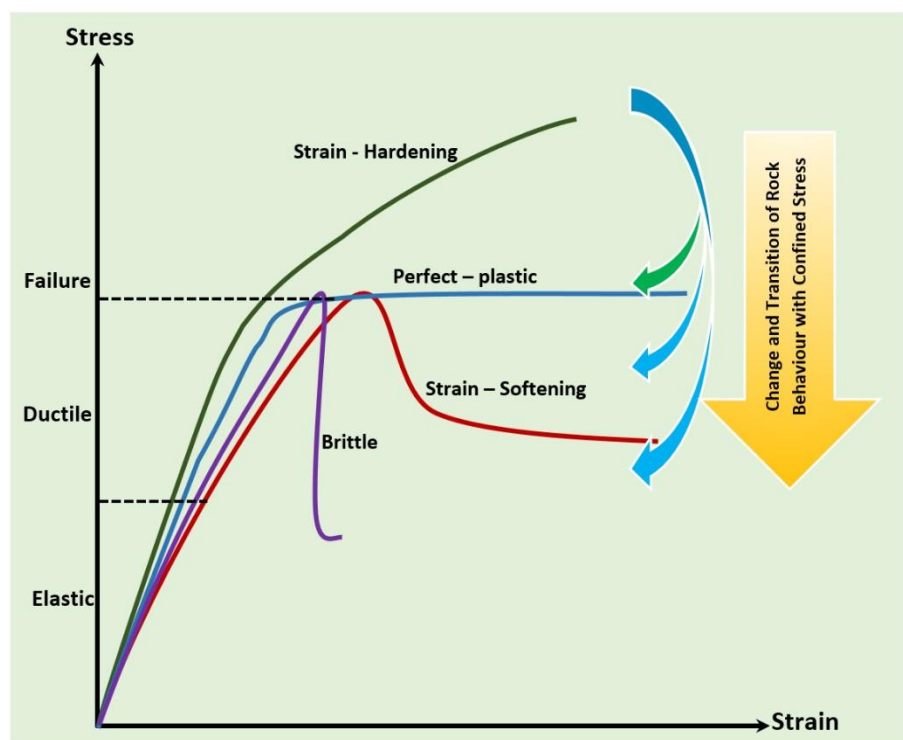 Stress
Strain - Hardening
Failure
Perfect – plastic
Ductile
Strain – Softening
Brittle
Elastic
Strain
Change and Transition of Rock
Behaviour with Confined Stress